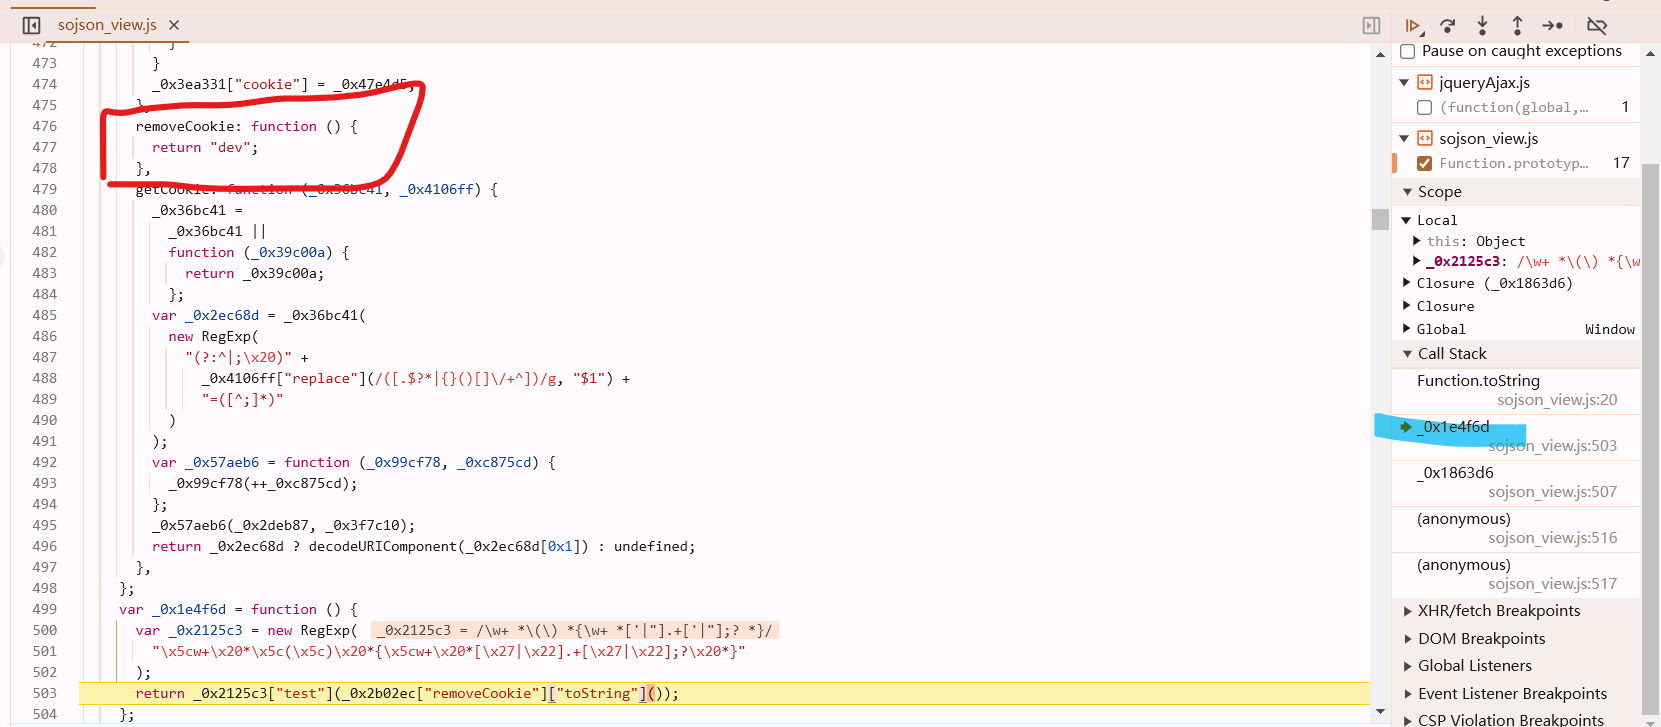 sojson_view.js ×
472 }
473 }
474 _0x3ea331["cookie"] = _0x47e4d5;
475 },
476 removeCookie: function () {
477 return "dev";
478 },
479 getCookie: function (_0x36bc41, _0x4106ff) {
480 _0x36bc41 =
481 _0x36bc41 ||
482 function (_0x39c00a) {
483 return _0x39c00a;
484 };
485 var _0x2ec68d = _0x36bc41(
486 new RegExp(
487 "(?:^|;\x20)" +
488 _0x4106ff["replace"](/([.$?*|{}()[]\/+^])/g, "$1") +
489 "=([^;]*)"
490 )
491 );
492 var _0x57aeb6 = function (_0x99cf78, _0xc875cd) {
493 _0x99cf78(++_0xc875cd);
494 };
495 _0x57aeb6(_0x2deb87, _0x3f7c10);
496 return _0x2ec68d ? decodeURIComponent(_0x2ec68d[0x1]) : undefined;
497 },
498 };
499 var _0x1e4f6d = function () {
500 var _0x2125c3 = new RegExp( _0x2125c3 = /\w+ *\(\) *{\w+ *['|"].+['|"];? *}/
501 "\x5cw+\x20*\x5c(\x5c)\x20*{\x5cw+\x20*[\x27|\x22].+[\x27|\x22];?\x20*}"
502 );
503 return _0x2125c3["test"](_0x2b02ec["removeCookie"]["toString"]());
504 };
Pause on caught exceptions
jqueryAjax.js
(function(global,… 1
sojson_view.js
Function.prototyp… 17
Scope
Local
this: Object
_0x2125c3: /\w+ *\(\) *{\w
Closure (_0x1863d6)
Closure
Global Window
Call Stack
Function.toString
sojson_view.js:20
_0x1e4f6d
sojson_view.js:503
_0x1863d6
sojson_view.js:507
(anonymous)
sojson_view.js:516
(anonymous)
sojson_view.js:517
XHR/fetch Breakpoints
DOM Breakpoints
Global Listeners
Event Listener Breakpoints
CSP Violation Breakpoints